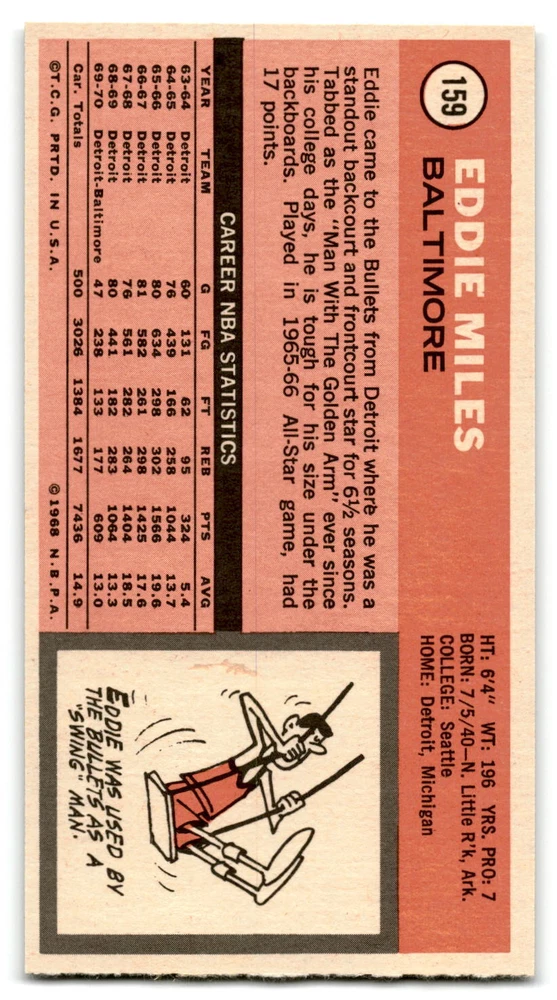 159
EDDIE MILES
BALTIMORE
HT: 6'4" WT: 196 YRS. PRO: 7
BORN: 7/5/40—N. Little R'k, Ark.
COLLEGE: Seattle
HOME: Detroit, Michigan
Eddie came to the Bullets from Detroit where he was a
standout backcourt and frontcourt star for 6½ seasons.
Tabbed as the "Man With The Golden Arm" ever since
his college days, he is tough for his size under the
backboards. Played in 1965-66 All-Star game, had
17 points.
CAREER NBA STATISTICS
YEAR TEAM G FG FT REB PTS AVG
63-64 Detroit 60 131 62 95 324 5.4
64-65 Detroit 76 439 166 258 1044 13.7
65-66 Detroit 80 634 298 302 1566 19.6
66-67 Detroit 81 582 261 298 1425 17.6
67-68 Detroit 76 561 282 264 1404 18.5
68-69 Detroit 80 441 182 283 1064 13.3
69-70 Detroit-Baltimore 47 238 133 177 609 13.0
Car. Totals 500 3026 1384 1677 7436 14.9
©T.C.G. PRTD. IN U.S.A. ©1968 N.B.P.A.
EDDIE WAS USED BY
THE BULLETS AS A
"SWING" MAN.